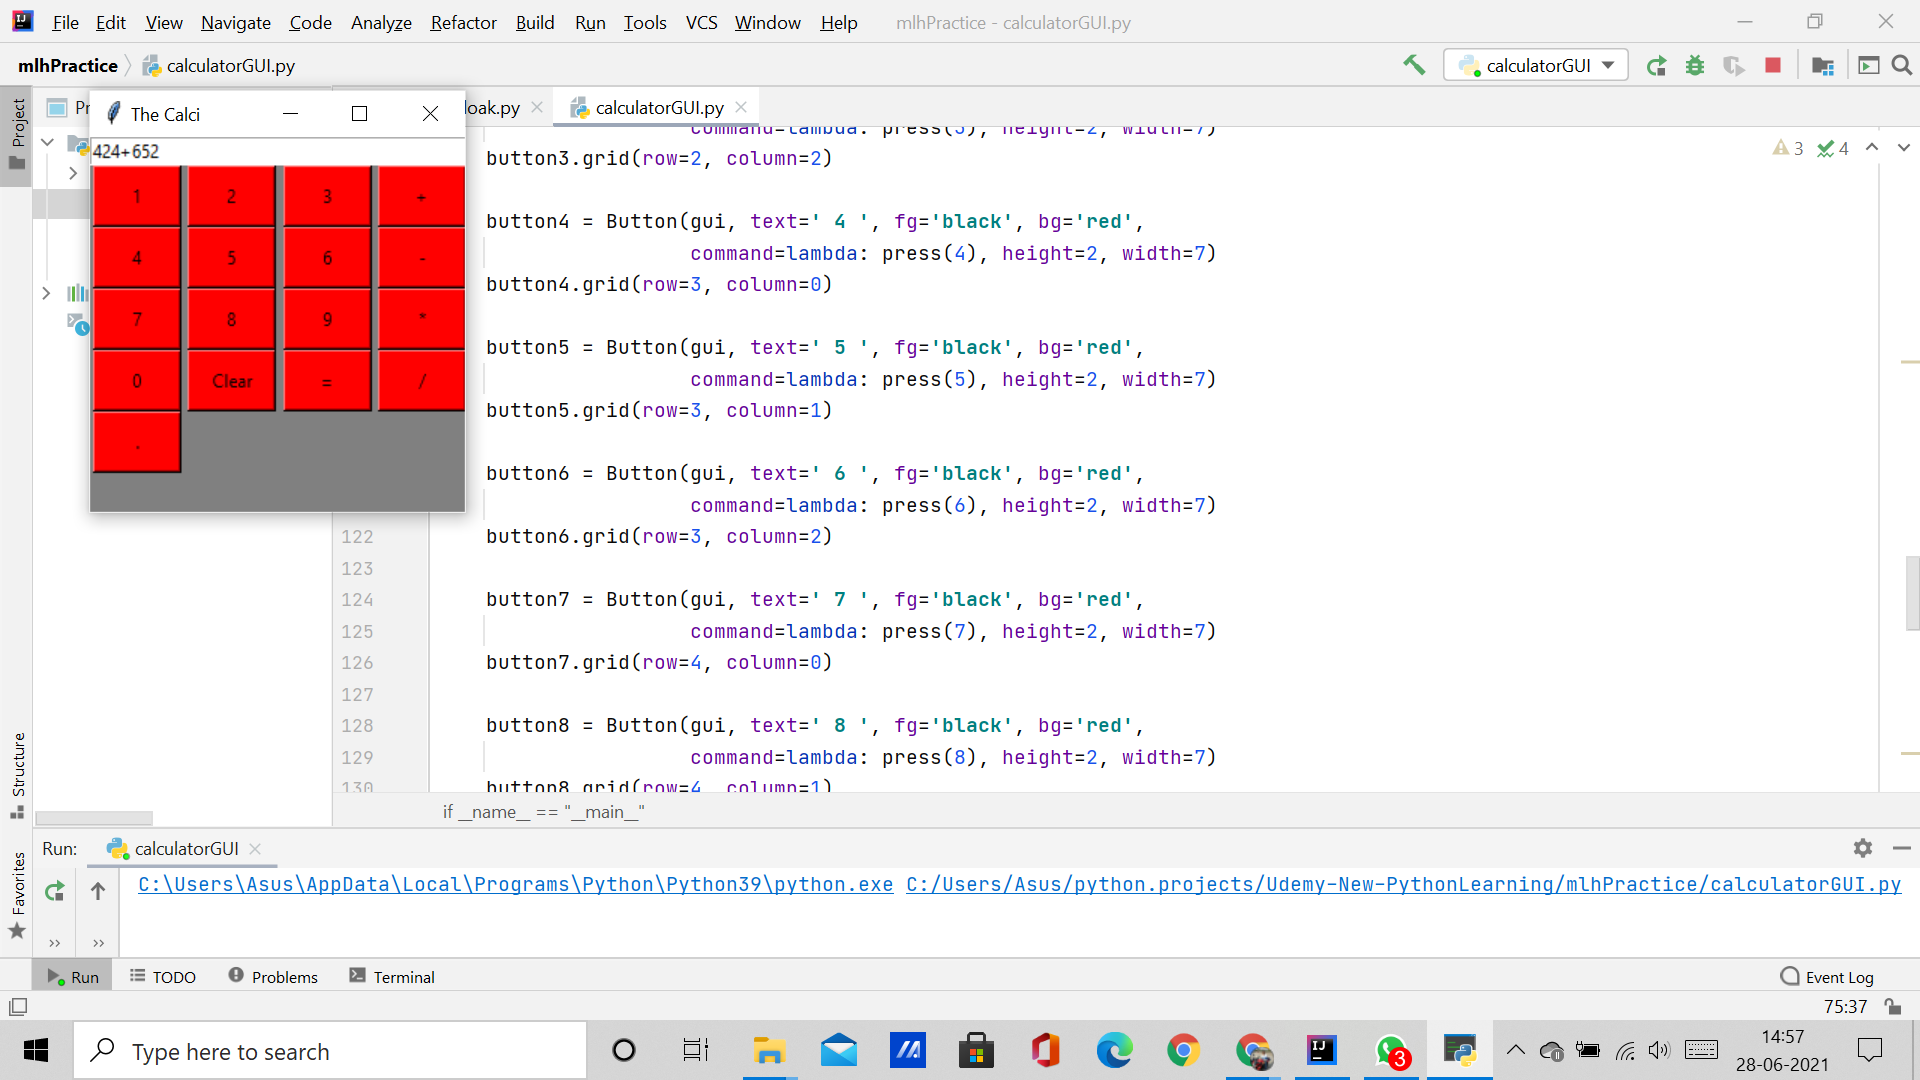 File Edit View Navigate Code Analyze Refactor Build Run Tools VCS Window Help mlhPractice - calculatorGUI.py
mlhPractice calculatorGUI.py calculatorGUI
Project
The Calci
loak.py calculatorGUI.py
424+652
1 2 3 +
4 5 6 -
7 8 9 *
0 Clear = /
.
command=lambda: press(3), height=2, width=7)
button3.grid(row=2, column=2)
3 4
button4 = Button(gui, text=' 4 ', fg='black', bg='red',
command=lambda: press(4), height=2, width=7)
button4.grid(row=3, column=0)
button5 = Button(gui, text=' 5 ', fg='black', bg='red',
command=lambda: press(5), height=2, width=7)
button5.grid(row=3, column=1)
button6 = Button(gui, text=' 6 ', fg='black', bg='red',
command=lambda: press(6), height=2, width=7)
122 button6.grid(row=3, column=2)
123
124 button7 = Button(gui, text=' 7 ', fg='black', bg='red',
125 command=lambda: press(7), height=2, width=7)
126 button7.grid(row=4, column=0)
127
128 button8 = Button(gui, text=' 8 ', fg='black', bg='red',
129 command=lambda: press(8), height=2, width=7)
130 button8.grid(row=4, column=1)
if __name__ == "__main__"
Structure
Favorites
Run: calculatorGUI
C:\Users\Asus\AppData\Local\Programs\Python\Python39\python.exe C:/Users/Asus/python.projects/Udemy-New-PythonLearning/mlhPractice/calculatorGUI.py
Run TODO Problems Terminal Event Log
75:37
Type here to search
3
14:57
28-06-2021